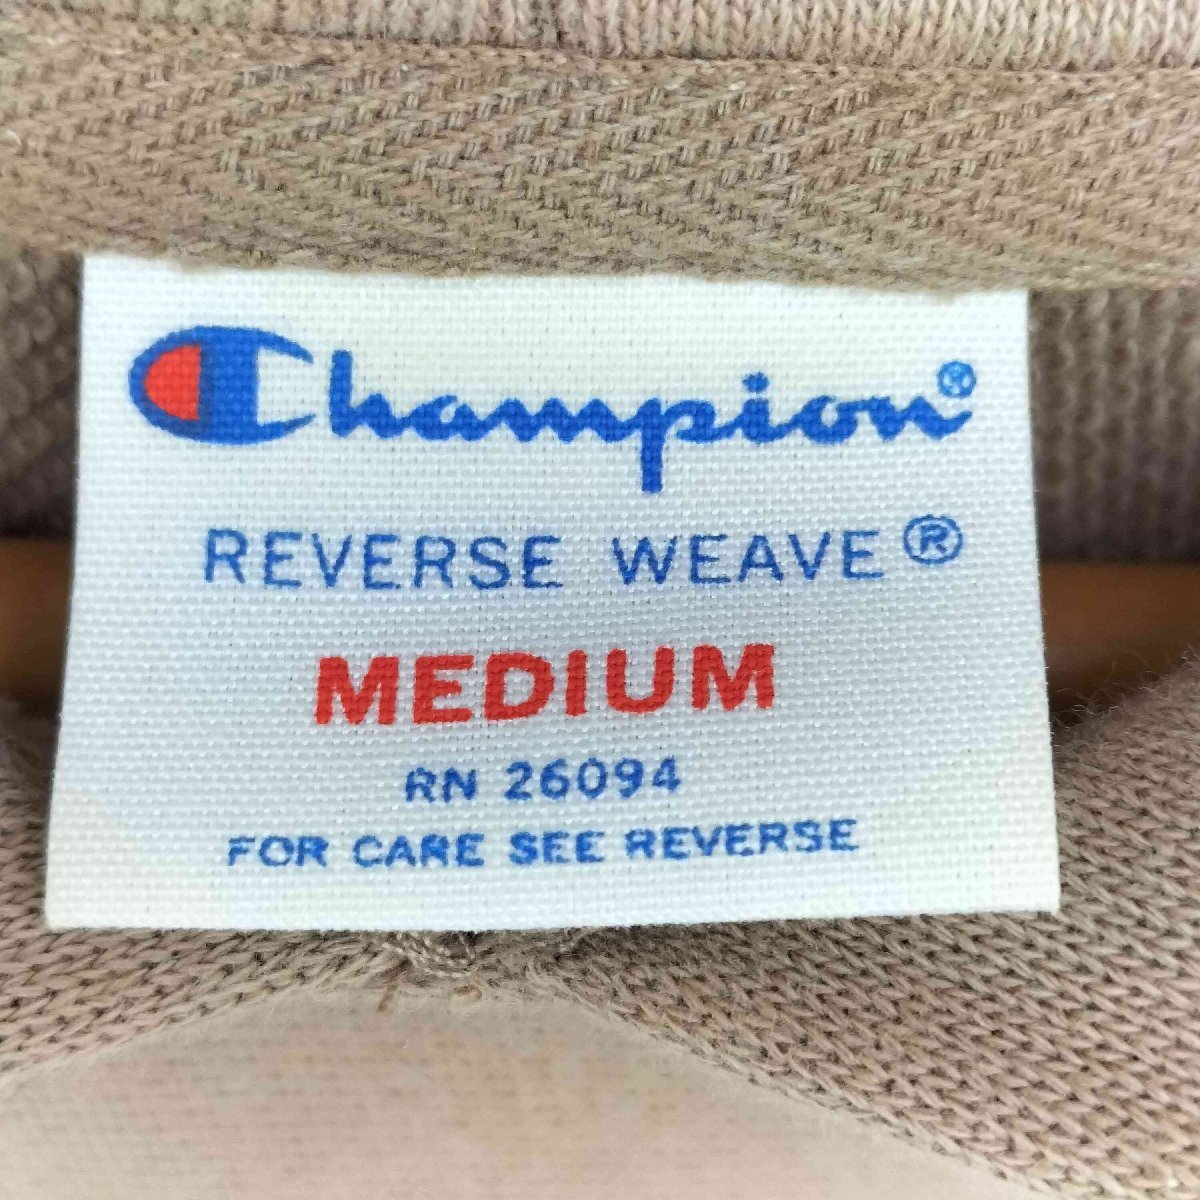 Champion®
REVERSE WEAVE®
MEDIUM
RN 26094
FOR CARE SEE REVERSE